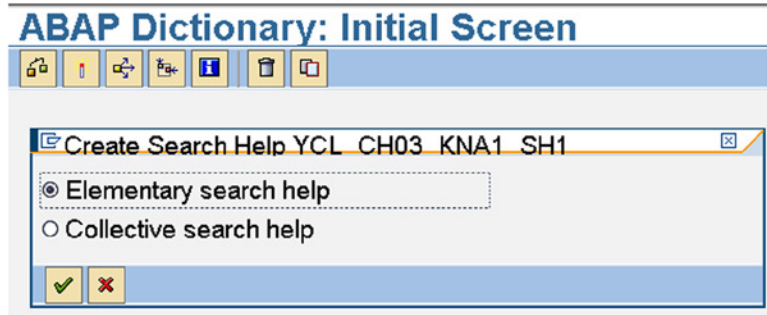 ABAP Dictionary: Initial Screen
Create Search Help YCL_CH03_KNA1_SH1
Elementary search help
Collective search help